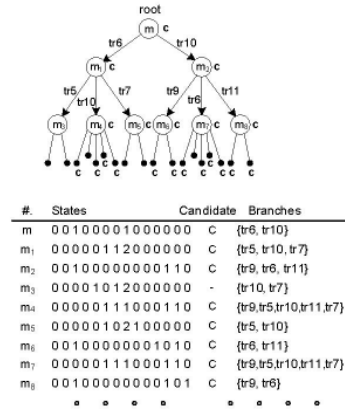 root
m c
tr6 tr10
m₁ c m₂ c
tr5 tr10 tr7 tr9 tr6 tr11
m₃ m₄ c m₅ c m₆ c m₇ c m₈ c
c c c c c c c c
#. States Candidate Branches
m 0 0 1 0 0 0 0 1 0 0 0 0 0 0 C {tr6, tr10}
m₁ 0 0 0 0 0 1 1 2 0 0 0 0 0 0 C {tr5, tr10, tr7}
m₂ 0 0 1 0 0 0 0 0 0 0 0 1 1 0 C {tr9, tr6, tr11}
m₃ 0 0 0 0 1 0 1 2 0 0 0 0 0 0 - {tr10, tr7}
m₄ 0 0 0 0 0 1 1 1 0 0 0 1 1 0 C {tr9,tr5,tr10,tr11,tr7}
m₅ 0 0 0 0 0 1 0 2 1 0 0 0 0 0 C {tr5, tr10}
m₆ 0 0 1 0 0 0 0 0 0 0 1 0 1 0 C {tr6, tr11}
m₇ 0 0 0 0 0 1 1 1 0 0 0 1 1 0 C {tr9,tr5,tr10,tr11,tr7}
m₈ 0 0 1 0 0 0 0 0 0 0 0 1 0 1 C {tr9, tr6}